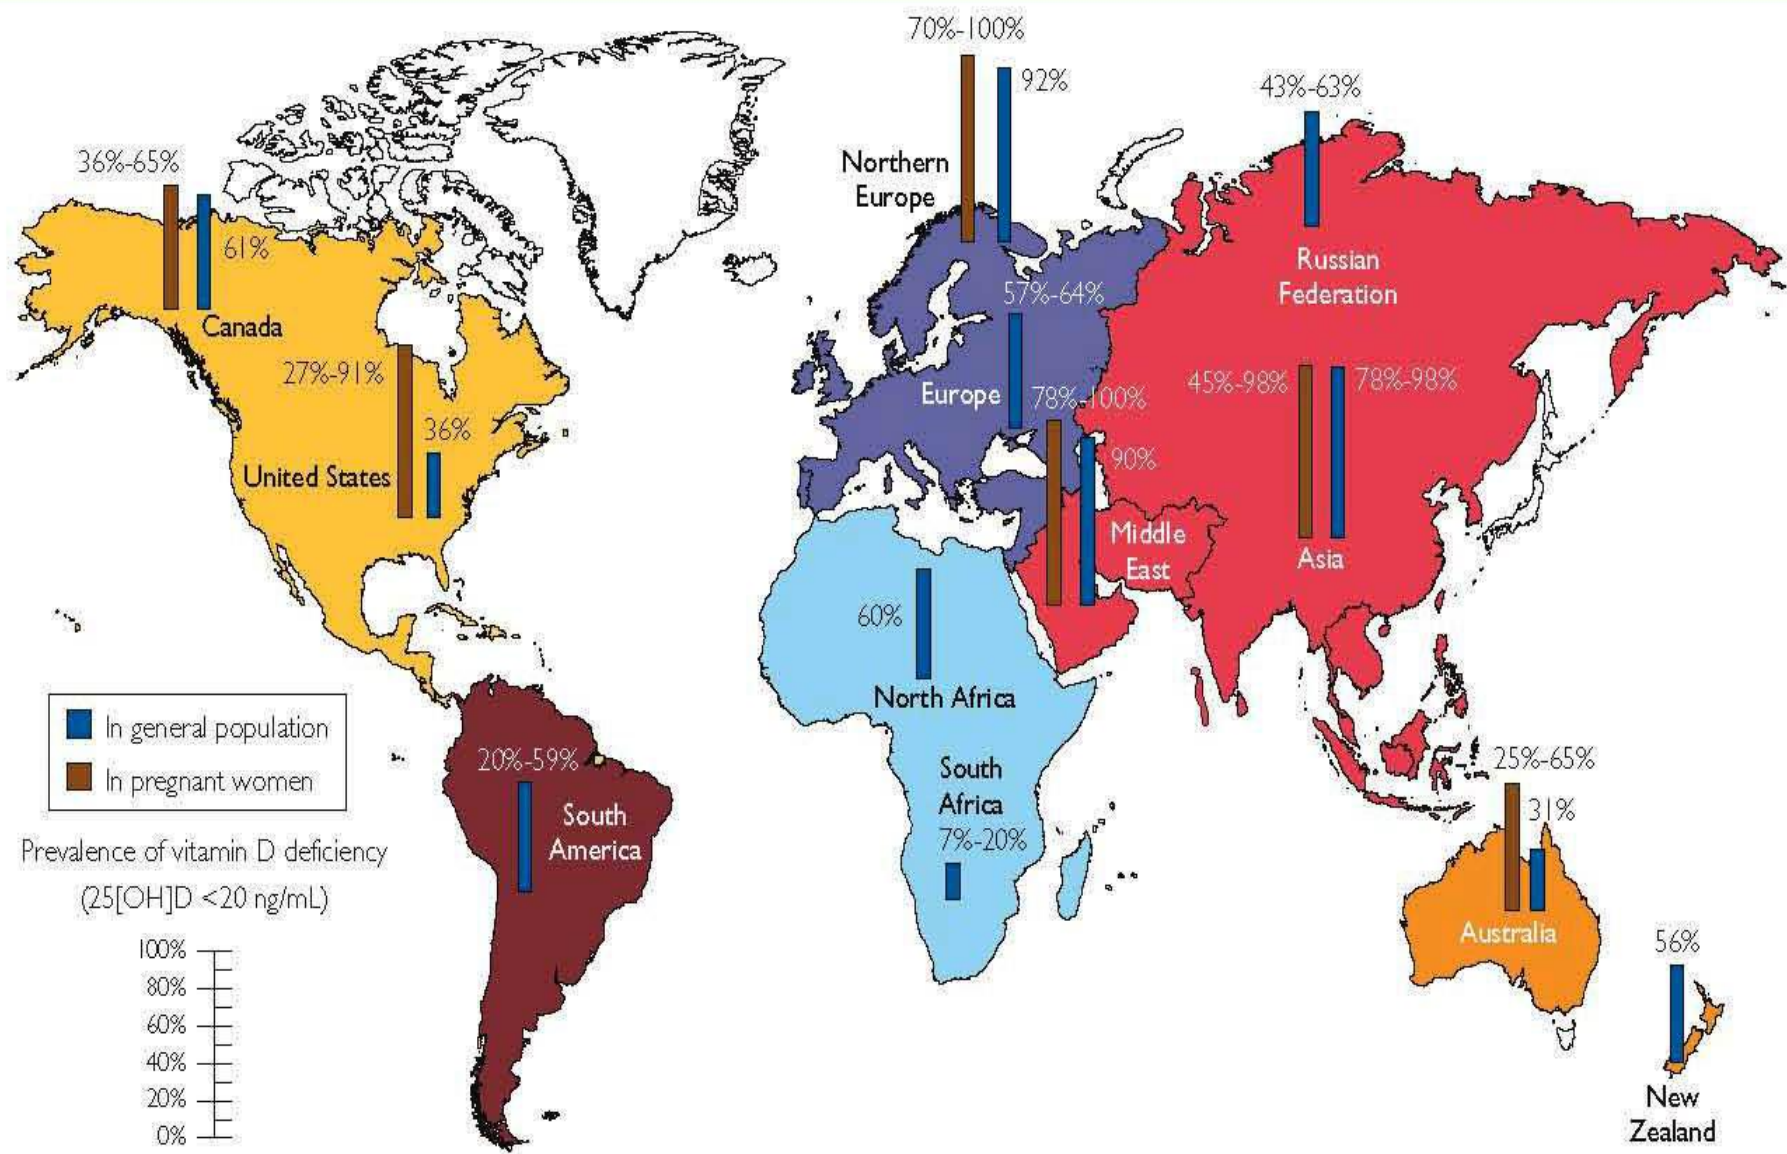 70%-100%
92%
43%-63%
36%-65%
Northern
Europe
61%
Russian
Federation
57%-64%
Canada
27%-91%
45%-98%
78%-98%
Europe
78%-100%
36%
90%
United States
Middle
East
Asia
60%
North Africa
In general population
In pregnant women
20%-59%
South
America
South
Africa
7%-20%
25%-65%
31%
Prevalence of vitamin D deficiency
(25[OH]D <20 ng/mL)
Australia
56%
100%
80%
60%
40%
20%
0%
New
Zealand